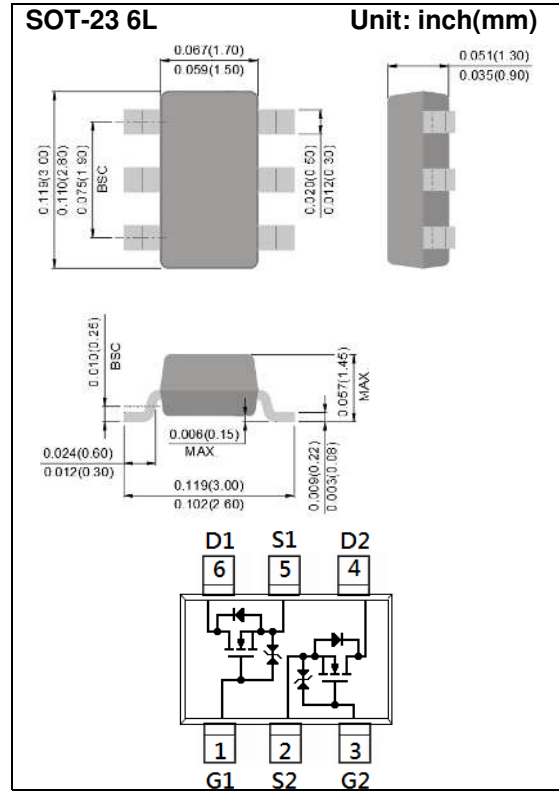 SOT-23 6L Unit: inch(mm)
0.067(1.70)
0.059(1.50)
0.051(1.30)
0.035(0.90)
0.119(3.00)
0.110(2.80)
0.075(1.90)
BSC
0.020(0.50)
0.012(0.30)
0.010(0.25)
BSC
0.057(1.45)
MAX.
0.006(0.15)
MAX.
0.024(0.60)
0.012(0.30)
0.009(0.22)
0.003(0.08)
0.119(3.00)
0.102(2.60)
D1 S1 D2
6 5 4
1 2 3
G1 S2 G2